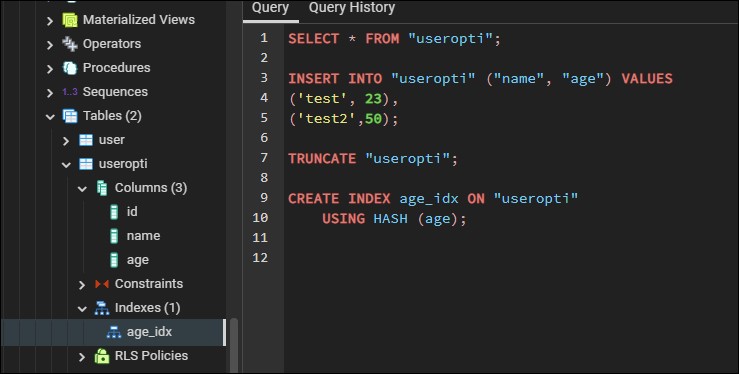 Materialized Views
Operators
Procedures
1..3 Sequences
Tables (2)
user
useropti
Columns (3)
id
name
age
Constraints
Indexes (1)
age_idx
RLS Policies
Query Query History
1 SELECT * FROM "useropti";
2
3 INSERT INTO "useropti" ("name", "age") VALUES
4 ('test', 23),
5 ('test2',50);
6
7 TRUNCATE "useropti";
8
9 CREATE INDEX age_idx ON "useropti"
10 USING HASH (age);
11
12